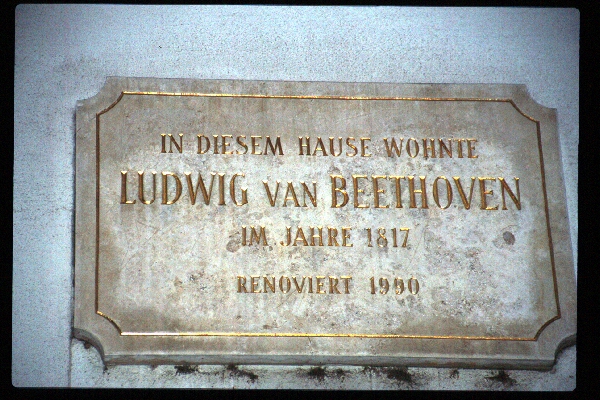 IN DIESEM HAUSE WOHNTE
LUDWIG VAN BEETHOVEN
IM JAHRE 1817
RENOVIERT 1990